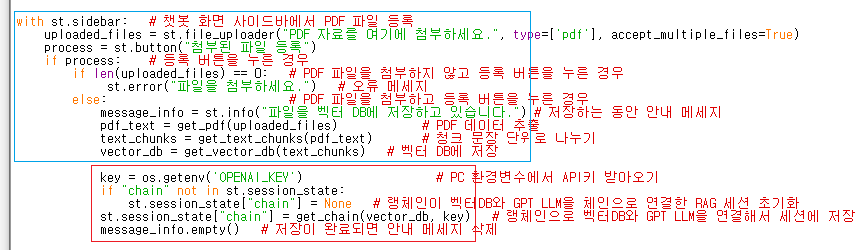 with st.sidebar:   # 챗봇 화면 사이드바에서 PDF 파일 등록
    uploaded_files = st.file_uploader("PDF 자료를 여기에 첨부하세요.", type=['pdf'], accept_multiple_files=True)
    process = st.button("첨부된 파일 등록")
    if process:   # 등록 버튼을 누른 경우
        if len(uploaded_files) == 0:   # PDF 파일을 첨부하지 않고 등록 버튼을 누른 경우
            st.error("파일을 첨부하세요.")   # 오류 메세지
        else:                          # PDF 파일을 첨부하고 등록 버튼을 누른 경우
            message_info = st.info("파일을 벡터 DB에 저장하고 있습니다.") # 저장하는 동안 안내 메세지
            pdf_text = get_pdf(uploaded_files)            # PDF 데이터 추출
            text_chunks = get_text_chunks(pdf_text)       # 청크 문장 단위로 나누기
            vector_db = get_vector_db(text_chunks)   # 벡터 DB에 저장
            key = os.getenv('OPENAI_KEY')                   # PC 환경변수에서 API키 받아오기
            if "chain" not in st.session_state:
                st.session_state["chain"] = None   # 랭체인이 벡터DB와 GPT LLM을 체인으로 연결한 RAG 세션 초기화
            st.session_state["chain"] = get_chain(vector_db, key)   # 랭체인으로 벡터DB와 GPT LLM을 연결해서 세션에 저장
            message_info.empty()   # 저장이 완료되면 안내 메세지 삭제